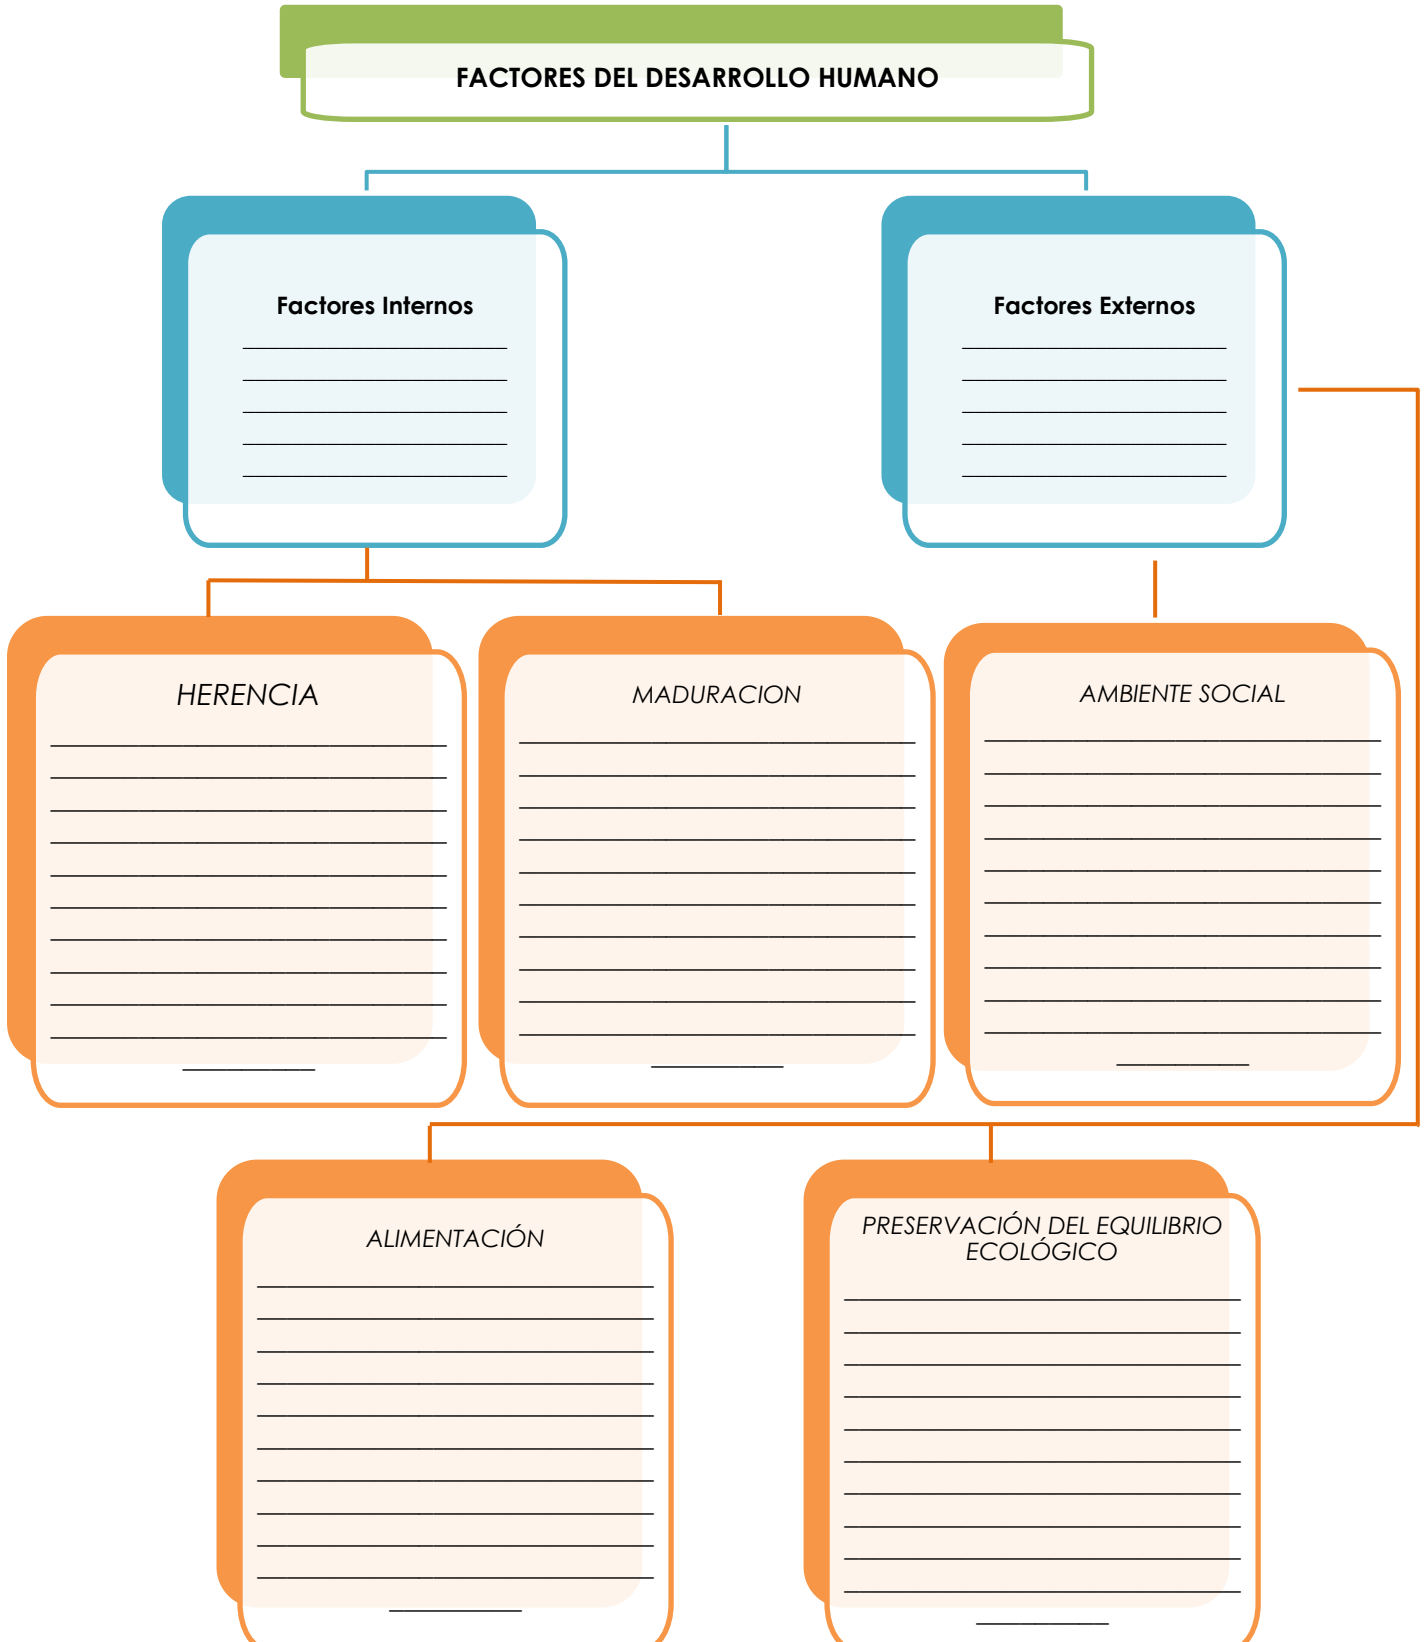 FACTORES DEL DESARROLLO HUMANO
Factores Internos
Factores Externos
HERENCIA
MADURACION
AMBIENTE SOCIAL
ALIMENTACIÓN
PRESERVACIÓN DEL EQUILIBRIO
ECOLÓGICO